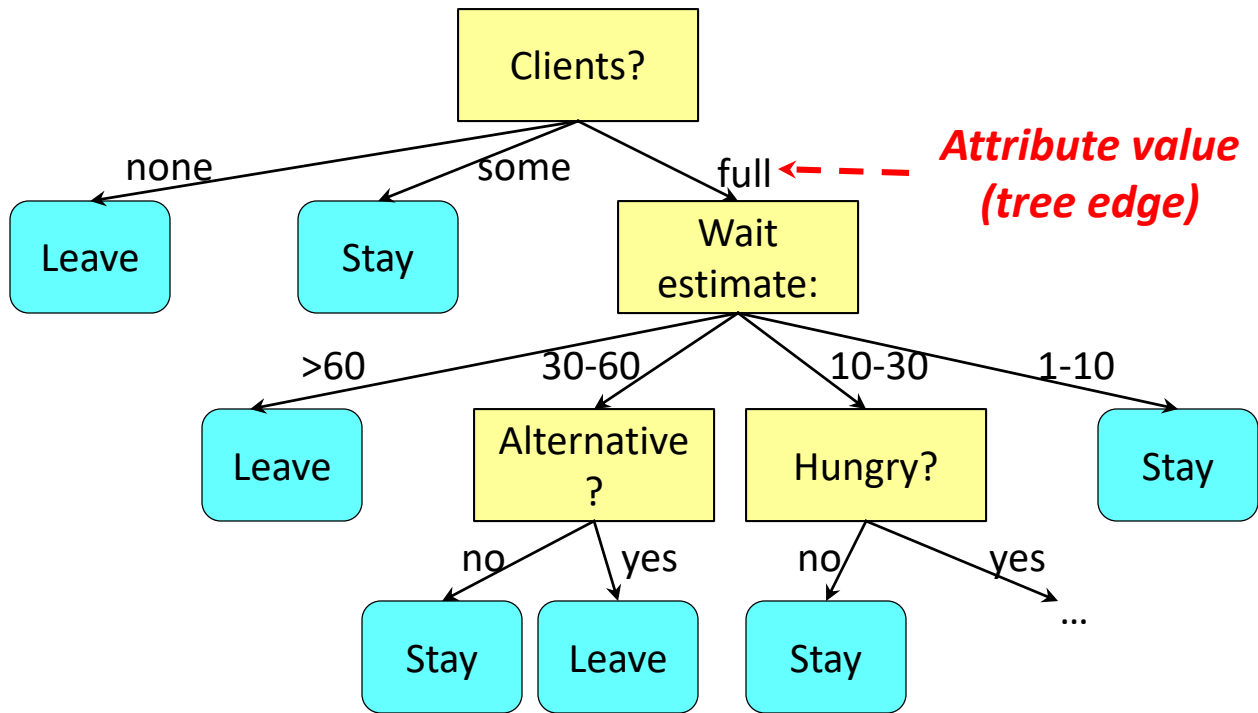 Clients?
none
some
full
Attribute value
(tree edge)
Leave
Stay
Wait
estimate:
>60
30-60
10-30
1-10
Leave
Alternative
?
Hungry?
Stay
no
yes
no
yes
Stay
Leave
Stay
...